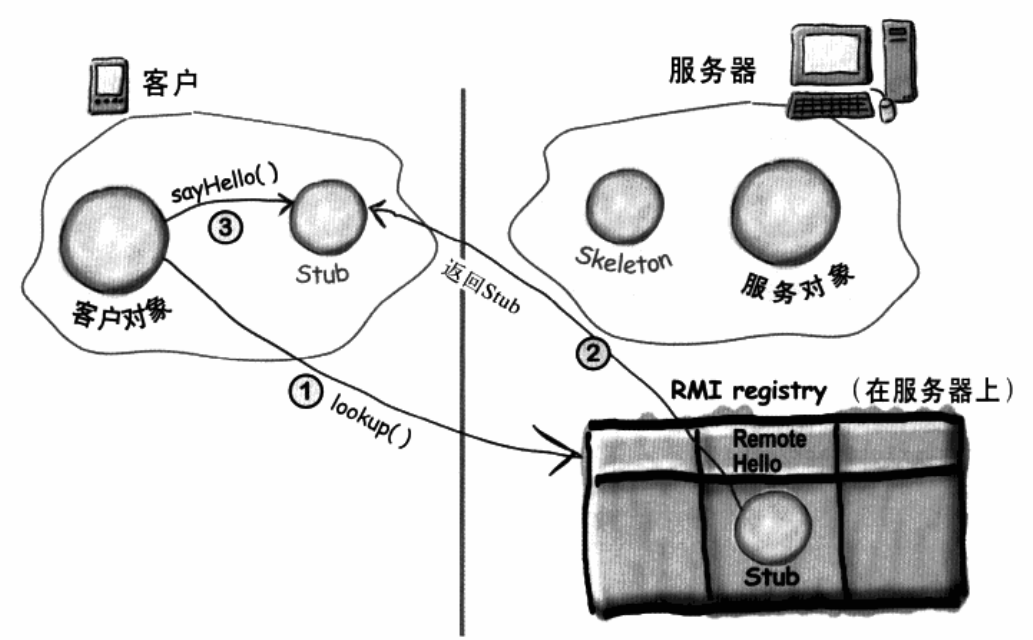 客户
服务器
sayHello()
③
Stub
客户对象
Skeleton
服务对象
返回Stub
②
①
lookup()
RMI registry （在服务器上）
Remote
Hello
Stub